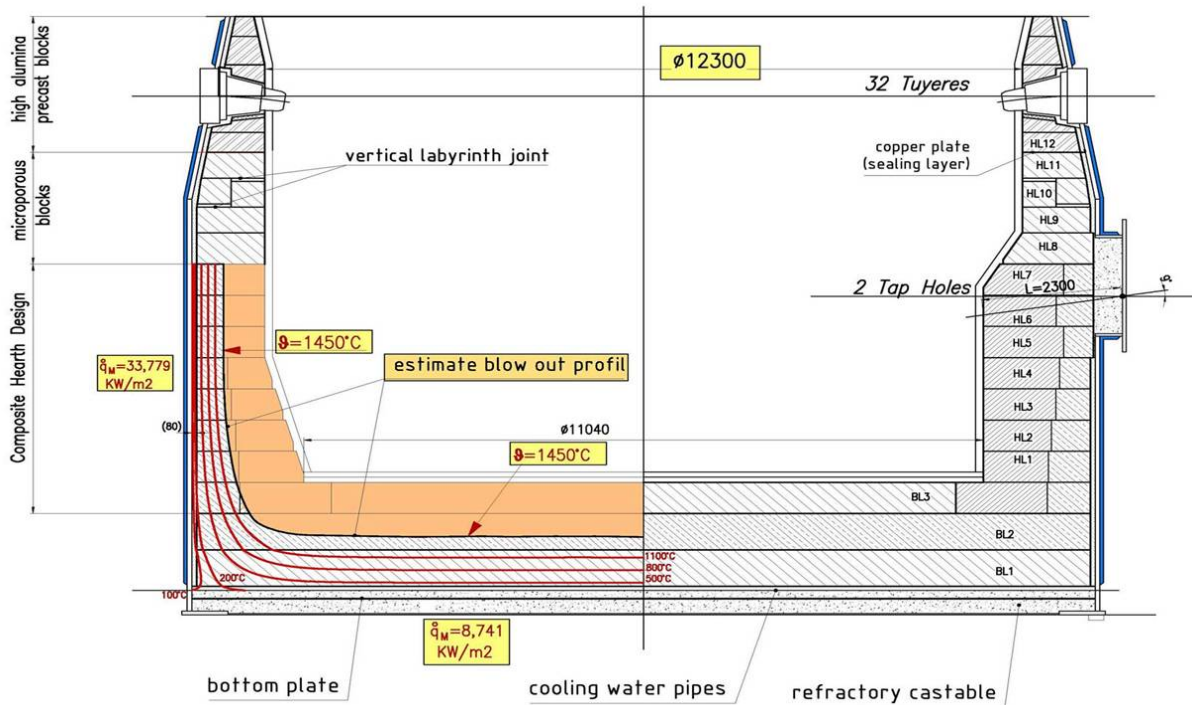 high alumina
precast blocks
microporous
blocks
Composite Hearth Design
ø12300
32 Tuyeres
vertical labyrinth joint
copper plate
(sealing layer)
HL12
HL11
HL10
HL9
HL8
HL7
2 Tap Holes
L=2300
HL6
HL5
HL4
HL3
HL2
HL1
ϑ=1450°C
q̊M=33,779
KW/m2
estimate blow out profil
(80)
ø11040
ϑ=1450°C
BL3
BL2
BL1
1100°C
800°C
500°C
200°C
100°C
q̊M=8,741
KW/m2
bottom plate
cooling water pipes
refractory castable